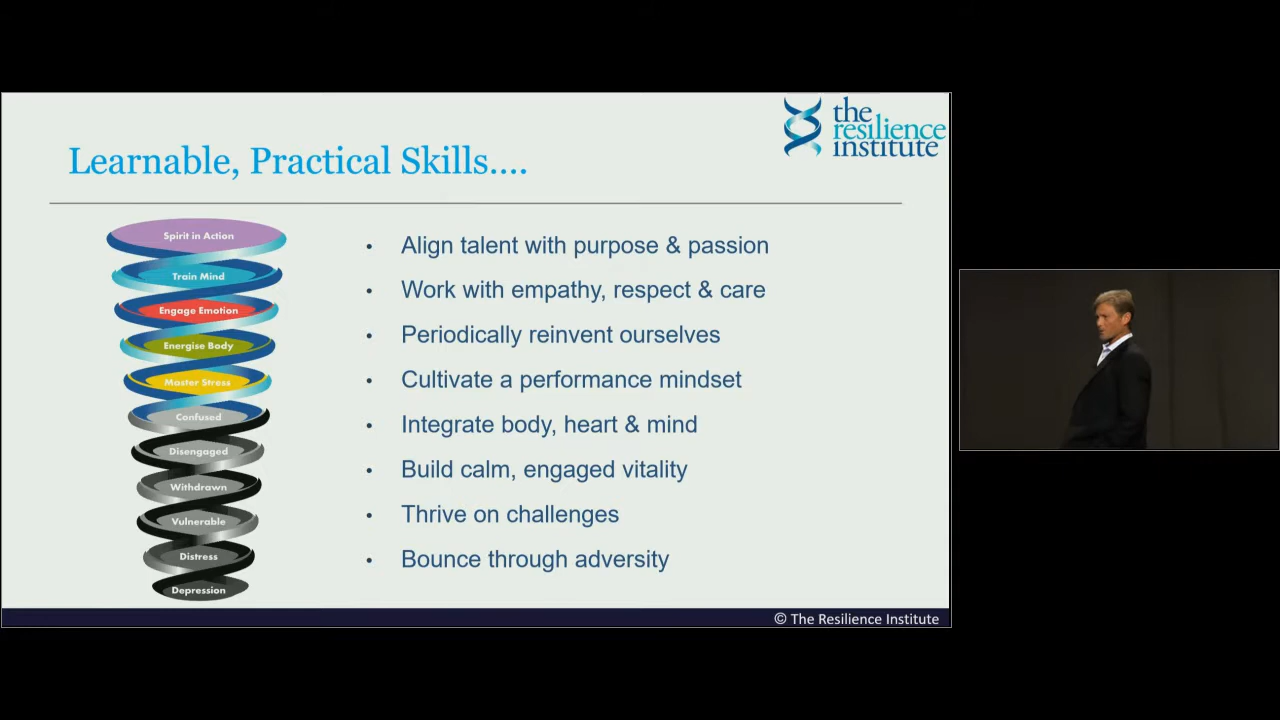 the
resilience
institute
Learnable, Practical Skills....
Spirit in Action
Train Mind
Engage Emotion
Energise Body
Master Stress
Confused
Disengaged
Withdrawn
Vulnerable
Distress
Depression
• Align talent with purpose & passion
• Work with empathy, respect & care
• Periodically reinvent ourselves
• Cultivate a performance mindset
• Integrate body, heart & mind
• Build calm, engaged vitality
• Thrive on challenges
• Bounce through adversity
© The Resilience Institute